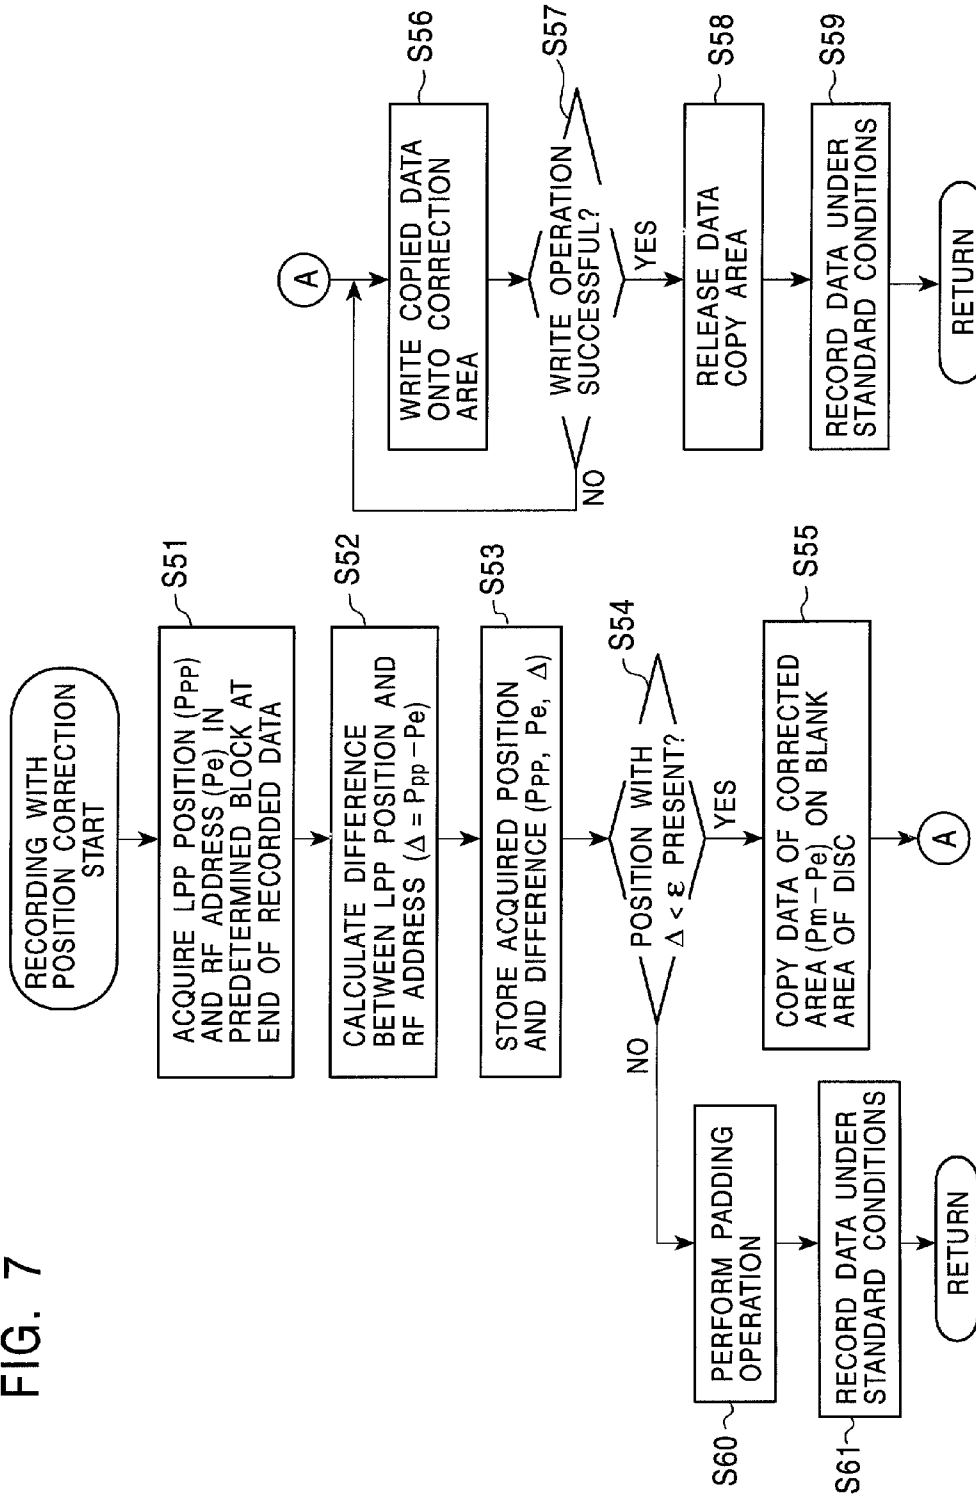 FIG. 7
RECORDING WITH
POSITION CORRECTION
START
ACQUIRE LPP POSITION (PPP)
AND RF ADDRESS (Pe) IN
PREDETERMINED BLOCK AT
END OF RECORDED DATA
S51
CALCULATE DIFFERENCE
BETWEEN LPP POSITION AND
RF ADDRESS (Δ = Ppp-Pe)
S52
STORE ACQUIRED POSITION
AND DIFFERENCE (PPP, Pe, Δ)
S53
POSITION WITH
Δ < ε PRESENT?
S54
NO
YES
COPY DATA OF CORRECTED
AREA (Pm-Pe) ON BLANK
AREA OF DISC
S55
A
PERFORM PADDING
OPERATION
S60
RECORD DATA UNDER
STANDARD CONDITIONS
S61
RETURN
A
WRITE COPIED DATA
ONTO CORRECTION
AREA
S56
WRITE OPERATION
SUCCESSFUL?
S57
NO
YES
RELEASE DATA
COPY AREA
S58
RECORD DATA UNDER
STANDARD CONDITIONS
S59
RETURN